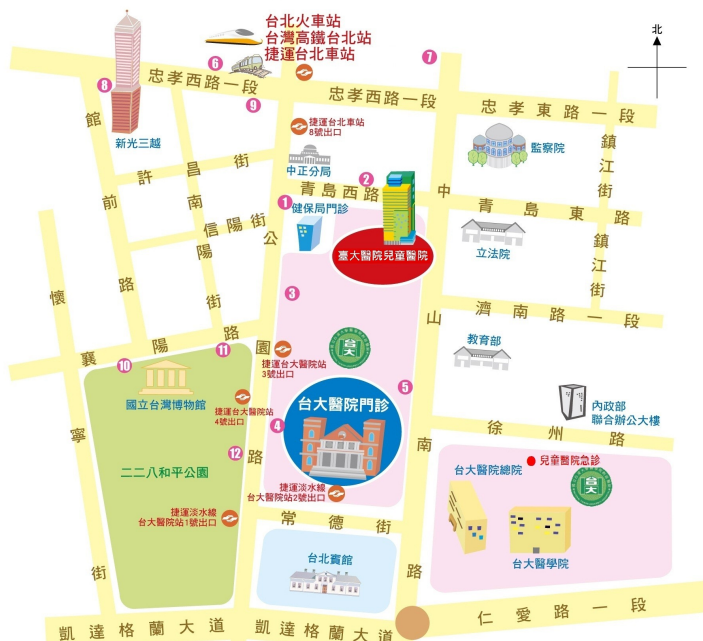 北
台北火車站
台灣高鐵台北站
捷運台北車站
6
7
8
忠孝西路一段
忠孝西路一段
忠孝東路一段
9
新光三越
館前路
許昌街
南陽街
信陽街
捷運台北車站
8號出口
中正分局
監察院
鎮江街
2
青島西路
青島東路
1
健保局門診
臺大醫院兒童醫院
立法院
鎮江街
公園路
中山南路
3
濟南路一段
懷寧街
襄陽路
10
11
國立台灣博物館
捷運台大醫院站
3號出口
台大
教育部
捷運台大醫院站
4號出口
台大醫院門診
4
5
內政部
聯合辦公大樓
徐州路
12
二二八和平公園
捷運淡水線
台大醫院站2號出口
捷運淡水線
台大醫院站1號出口
常德街
兒童醫院急診
台大醫院總院
台大
台大醫學院
台北賓館
仁愛路一段
凱達格蘭大道
凱達格蘭大道